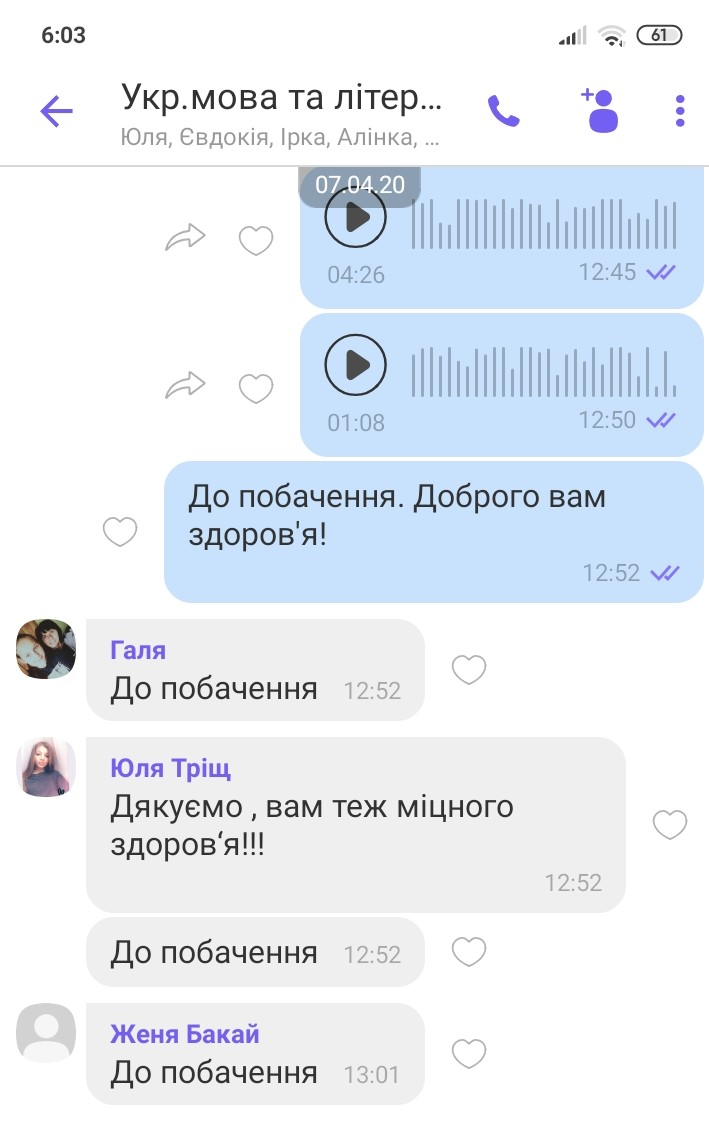 6:03
61
Укр.мова та літер...
Юля, Євдокія, Ірка, Алінка, ...
07.04.20
04:26
12:45
01:08
12:50
До побачення. Доброго вам
здоров'я!
12:52
Галя
До побачення 12:52
Юля Тріщ
Дякуємо , вам теж міцного
здоров‘я!!!
12:52
До побачення 12:52
Женя Бакай
До побачення 13:01